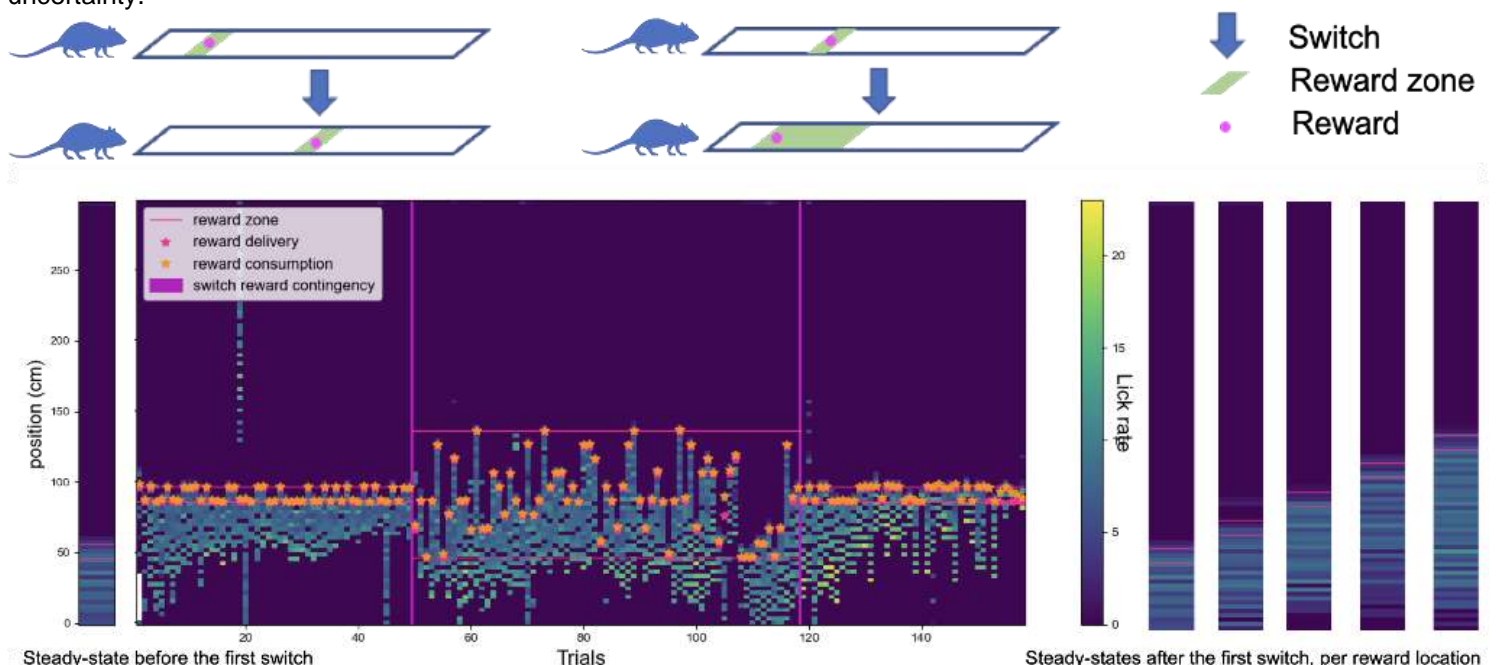 uncertainty.
Switch
Reward zone
Reward
reward zone
reward delivery
reward consumption
switch reward contingency
position (cm)
250
200
150
100
50
0
20
40
60
80
100
120
140
Trials
20
15
5
0
Lick rate
Steady-state before the first switch
Steady-states after the first switch, per reward location